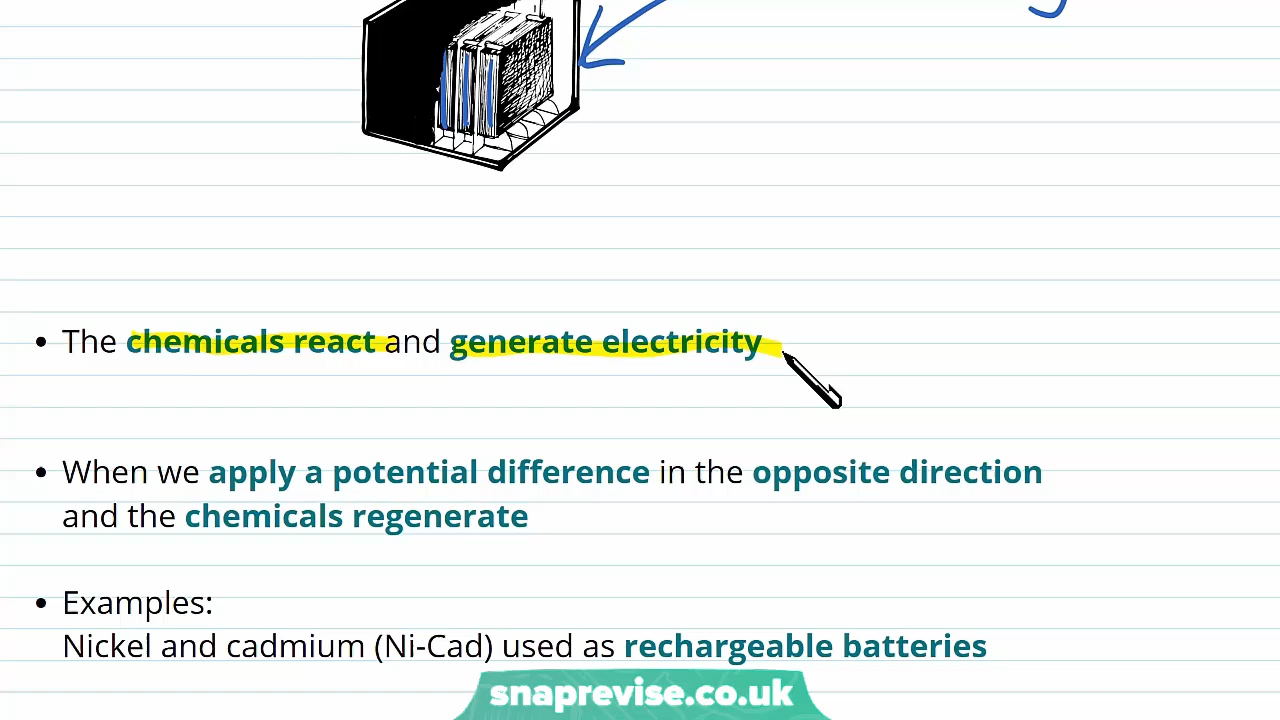 • The chemicals react and generate electricity
• When we apply a potential difference in the opposite direction
and the chemicals regenerate
• Examples:
Nickel and cadmium (Ni-Cad) used as rechargeable batteries
snaprevise.co.uk